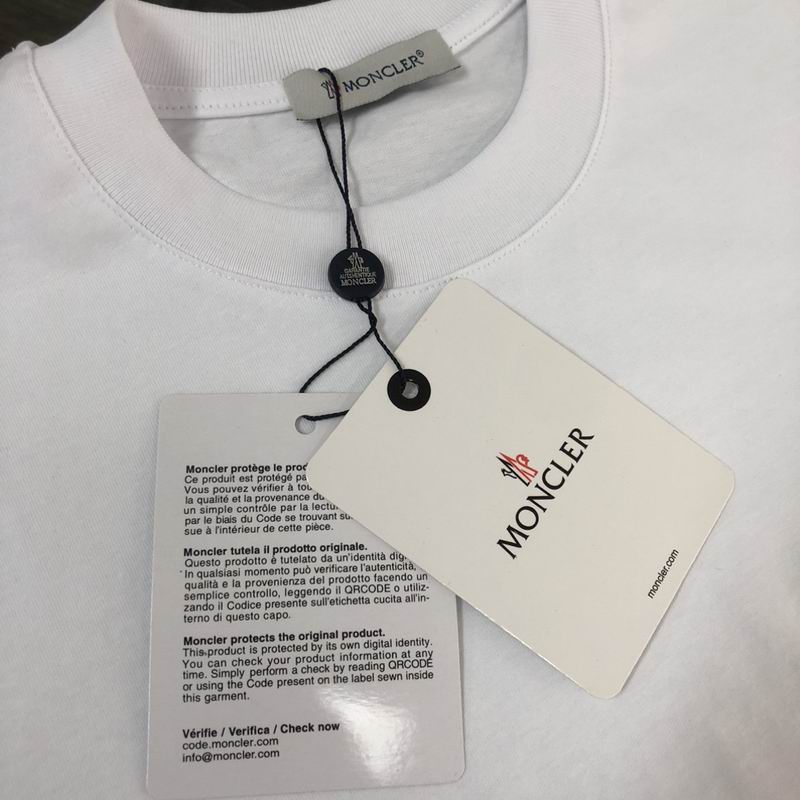 MONCLER®
GARANTIE
AUTHENTIQUE
MONCLER
MONCLER
moncler.com
Moncler protège le
Ce produit est protégé
Vous pouvez vérifier à
la qualité et la provenance
un simple contrôle par la
par le biais du Code se trouvant
sue à l'intérieur de cette pièce.
Moncler tutela il prodotto originale.
Questo prodotto è tutelato da un'identità
In qualsiasi momento può verificare l'autenticità,
qualità e la provenienza del prodotto facendo un
semplice controllo, leggendo il QRCODE o utiliz-
zando il Codice presente sull'etichetta cucita all'in-
terno di questo capo.
Moncler protects the original product.
This product is protected by its own digital identity.
You can check your product information at any
time. Simply perform a check by reading QRCODE
or using the Code present on the label sewn inside
this garment.
Vérifie / Verifica / Check now
code.moncler.com
info@moncler.com